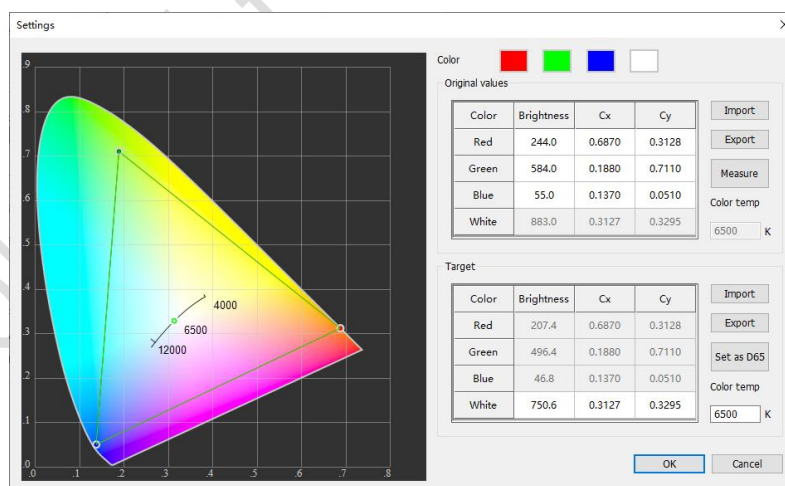 Settings
Color
Original values
Color Brightness Cx Cy
Red 244.0 0.6870 0.3128
Green 584.0 0.1880 0.7110
Blue 55.0 0.1370 0.0510
White 883.0 0.3127 0.3295
Import
Export
Measure
Color temp
6500 K
Target
Color Brightness Cx Cy
Red 207.4 0.6870 0.3128
Green 496.4 0.1880 0.7110
Blue 46.8 0.1370 0.0510
White 750.6 0.3127 0.3295
Import
Export
Set as D65
Color temp
6500 K
OK Cancel
.9
.8
.7
.6
.5
.4
.3
.2
.1
.0
.0 .1 .2 .3 .4 .5 .6 .7 .8
4000
6500
12000